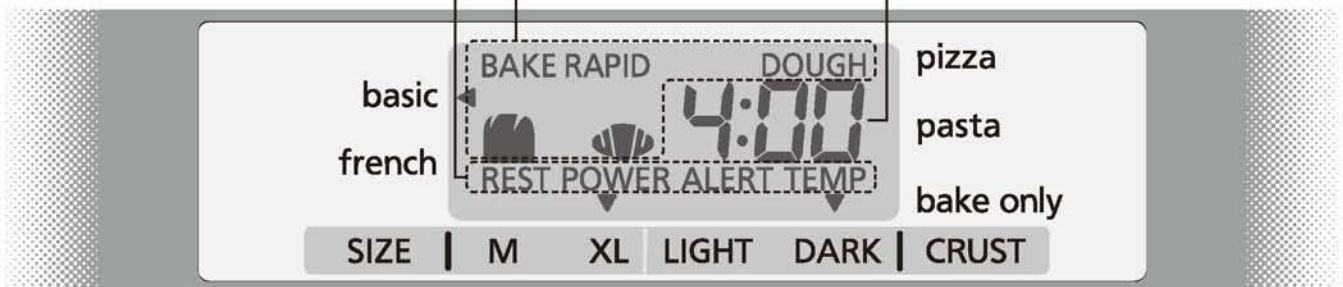 BAKE RAPID DOUGH pizza
basic 4:00
pasta
french
REST POWER ALERT TEMP
bake only
SIZE M XL LIGHT DARK CRUST